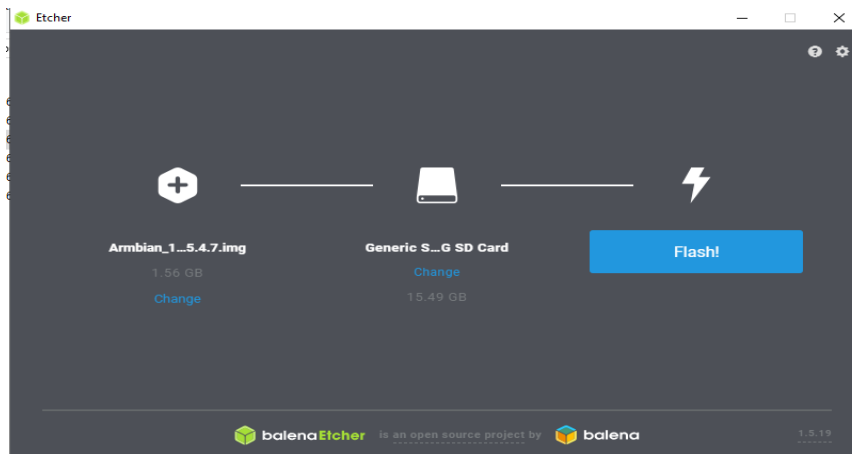 Etcher
Armbian_1...5.4.7.img
Generic S...G SD Card
Flash!
1.56 GB
Change
Change
15.49 GB
balenaEtcher is an open source project by balena
1.5.19